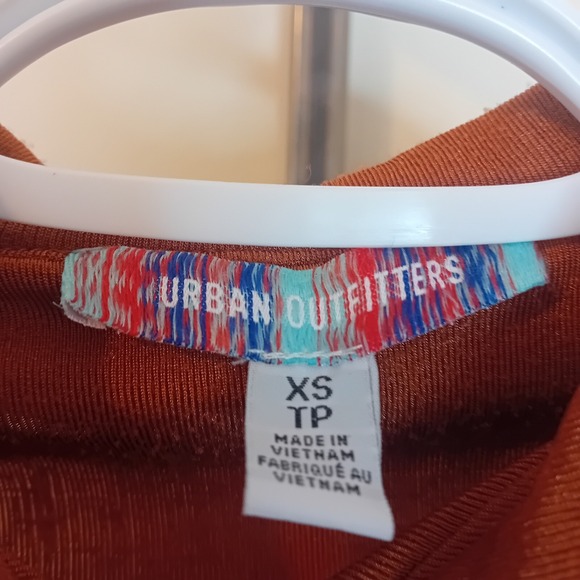 URBAN OUTFITTERS
XS
TP
MADE IN
VIETNAM
FABRIQUÉ AU
VIETNAM